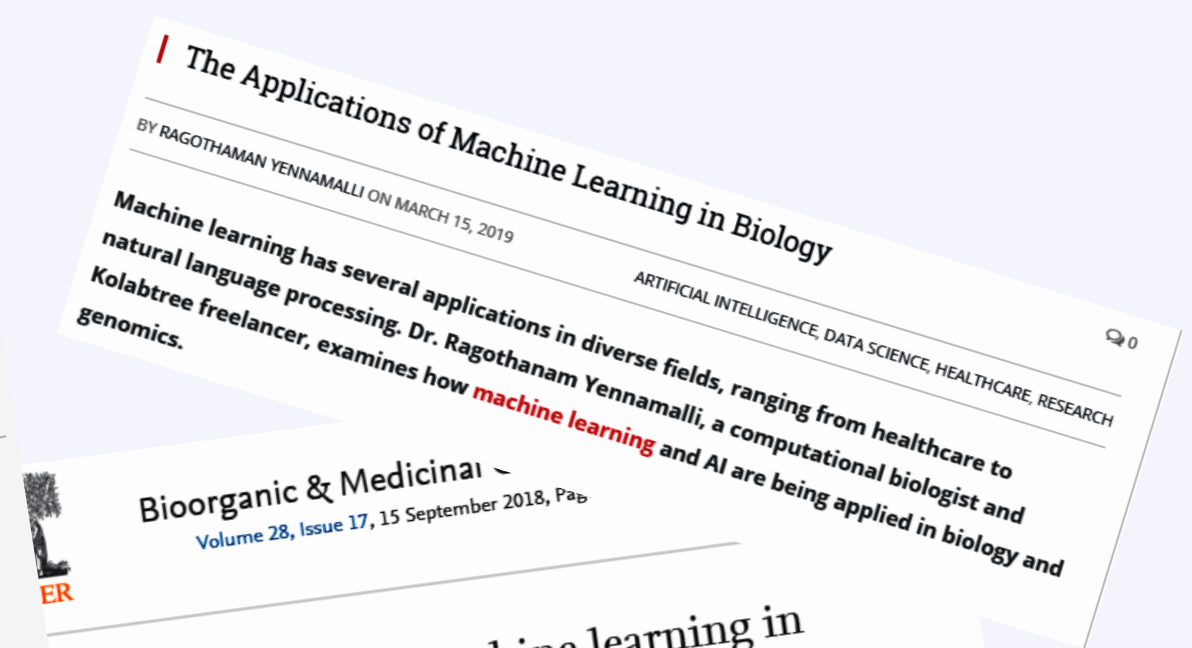 The Applications of Machine Learning in Biology
BY RAGOTHAMAN YENNAMALLI ON MARCH 15, 2019
ARTIFICIAL INTELLIGENCE, DATA SCIENCE, HEALTHCARE, RESEARCH
0
Machine learning has several applications in diverse fields, ranging from healthcare to
natural language processing. Dr. Ragothanam Yennamalli, a computational biologist and
Kolabtree freelancer, examines how machine learning and AI are being applied in biology and
genomics.
Bioorganic & Medicinal
Volume 28, Issue 17, 15 September 2018,
ER
learning in